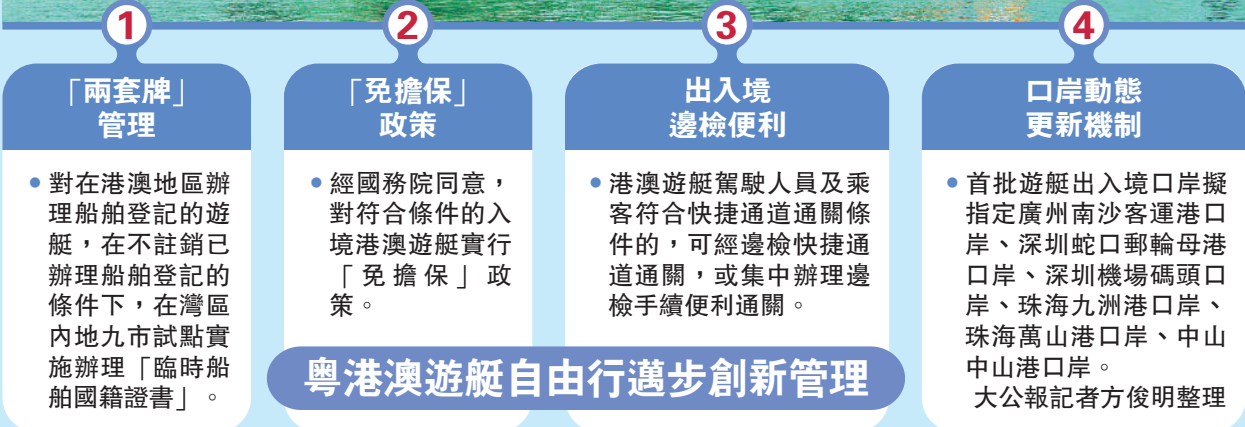 1
「兩套牌」
管理
•對在港澳地區辦
理船舶登記的遊
艇，在不註銷已
辦理船舶登記的
條件下，在灣區
內地九市試點實
施辦理「臨時船
舶國籍證書」。
2
「免擔保」
政策
•經國務院同意，
對符合條件的入
境港澳遊艇實行
「免擔保」政
策。
3
出入境
邊檢便利
•港澳遊艇駕駛人員及乘
客符合快捷通道通關條
件的，可經邊檢快捷通
道通關，或集中辦理邊
檢手續便利通關。
4
口岸動態
更新機制
•首批遊艇出入境口岸擬
指定廣州南沙客運港口
岸、深圳蛇口郵輪母港
口岸、深圳機場碼頭口
岸、珠海九洲港口岸、
珠海萬山港口岸、中山
中山港口岸。
大公報記者方俊明整理
粵港澳遊艇自由行邁步創新管理